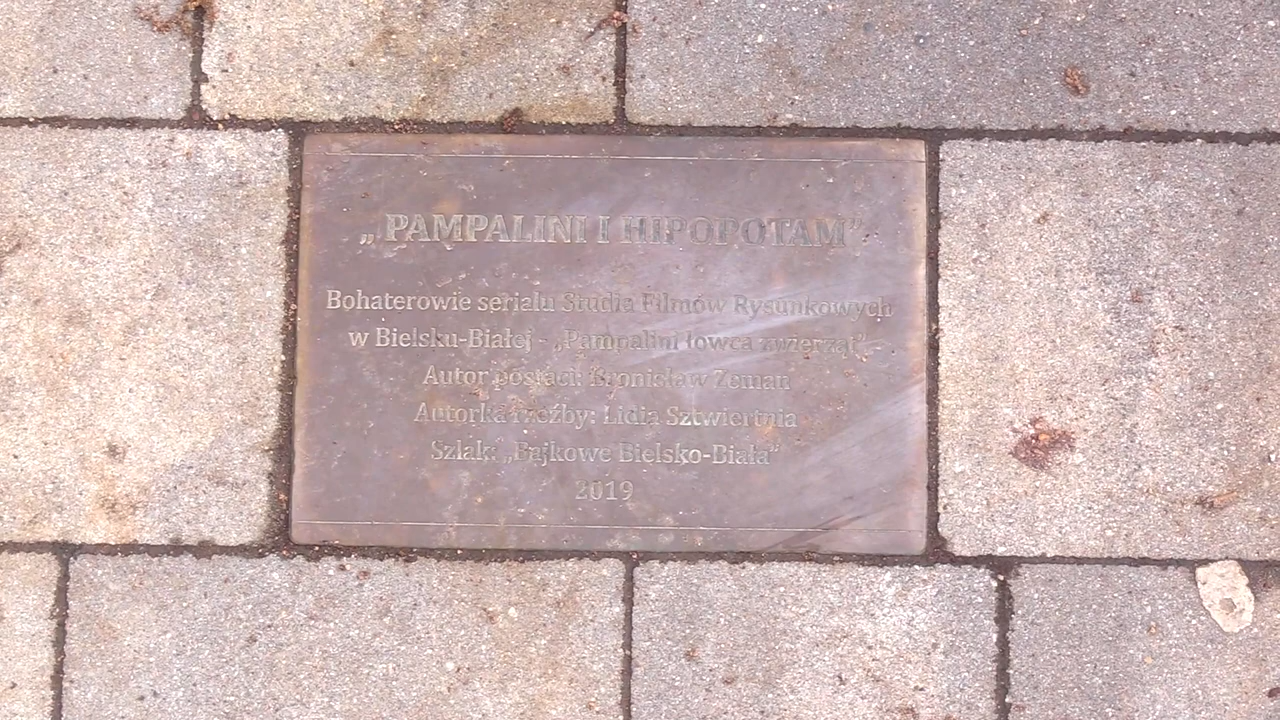 „PAMPALINI I HIPOPOTAM”
Bohaterowie serialu Studia Filmów Rysunkowych
w Bielsku-Białej - „Pampalini łowca zwierząt” -
Autor postaci: Bronisław Zeman
Autorka rzeźby: Lidia Sztwiertnia
Szlak: „Bajkowe Bielsko-Biała”
2019